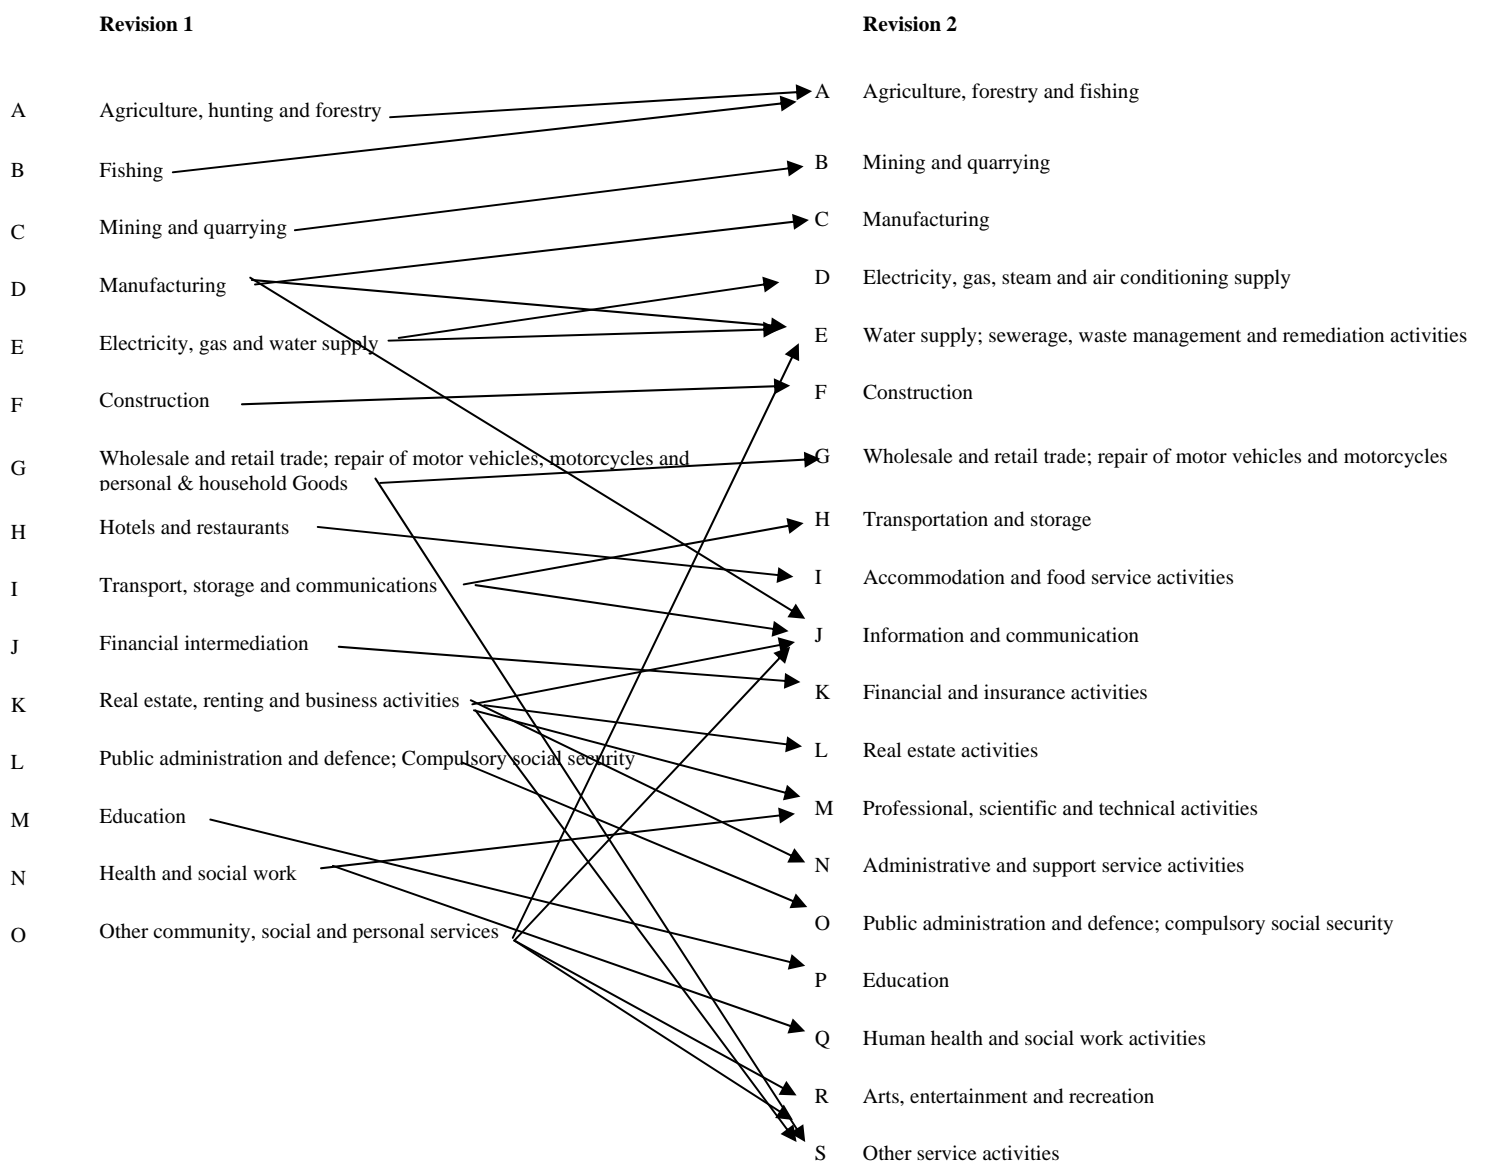 Revision 1 Revision 2
A Agriculture, hunting and forestry
B Fishing
C Mining and quarrying
D Manufacturing
E Electricity, gas and water supply
F Construction
G Wholesale and retail trade; repair of motor vehicles, motorcycles and
personal & household Goods
H Hotels and restaurants
I Transport, storage and communications
J Financial intermediation
K Real estate, renting and business activities
L Public administration and defence; Compulsory social security
M Education
N Health and social work
O Other community, social and personal services
A Agriculture, forestry and fishing
B Mining and quarrying
C Manufacturing
D Electricity, gas, steam and air conditioning supply
E Water supply; sewerage, waste management and remediation activities
F Construction
G Wholesale and retail trade; repair of motor vehicles and motorcycles
H Transportation and storage
I Accommodation and food service activities
J Information and communication
K Financial and insurance activities
L Real estate activities
M Professional, scientific and technical activities
N Administrative and support service activities
O Public administration and defence; compulsory social security
P Education
Q Human health and social work activities
R Arts, entertainment and recreation
S Other service activities